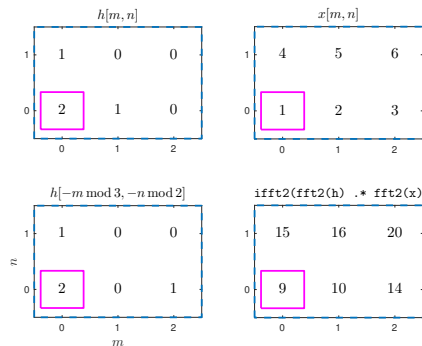 h[m, n]
1 1 0 0
0 2 1 0
0 1 2
x[m, n]
1 4 5 6
0 1 2 3
0 1 2
h[−m mod 3, −n mod 2]
1 1 0 0
n
0 2 0 1
0 1 2
m
ifft2(fft2(h) .* fft2(x)
1 15 16 20
0 9 10 14
0 1 2